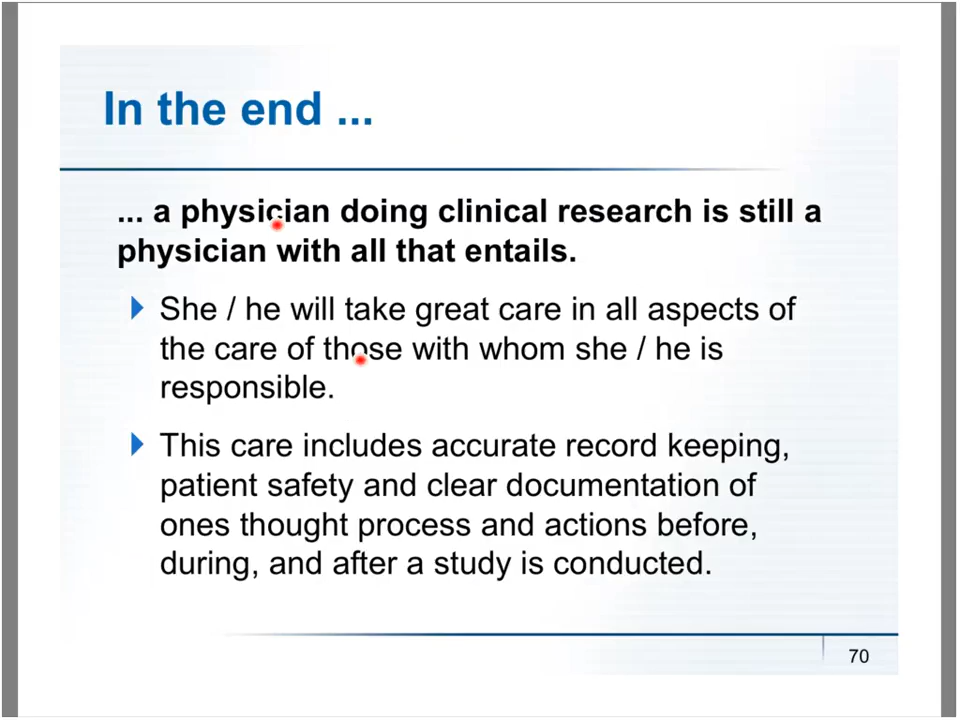 In the end ...
... a physician doing clinical research is still a
physician with all that entails.
She / he will take great care in all aspects of
the care of those with whom she / he is
responsible.
This care includes accurate record keeping,
patient safety and clear documentation of
ones thought process and actions before,
during, and after a study is conducted.
70